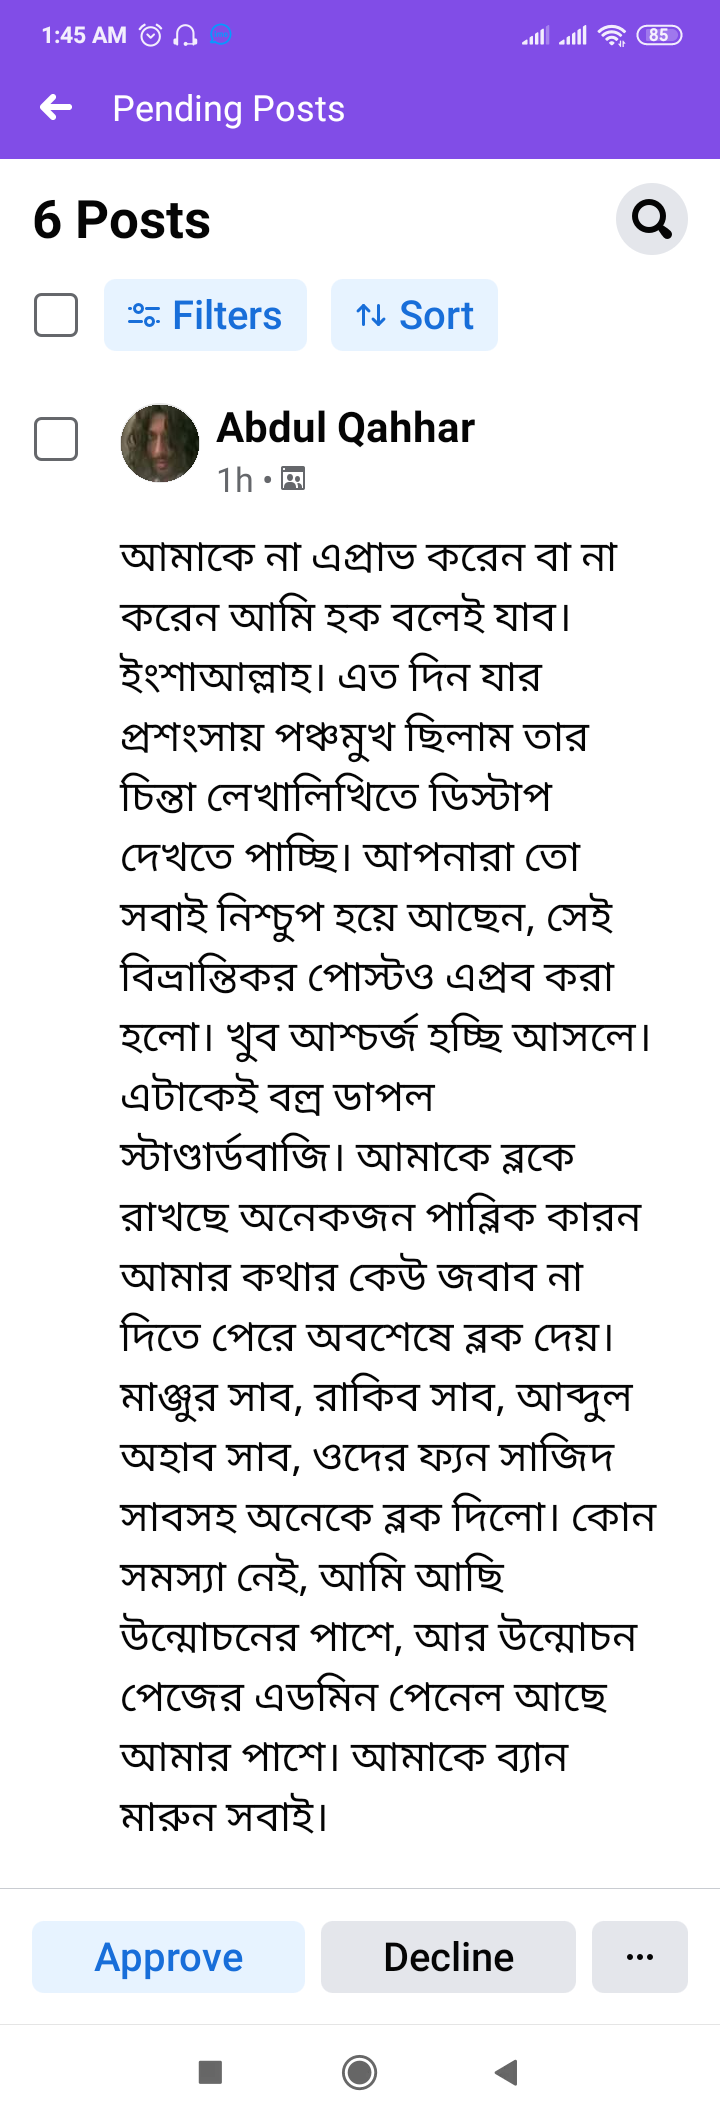 1:45 AM
85
Pending Posts
6 Posts
Filters
Sort
Abdul Qahhar
1h •
আমাকে না এপ্রাভ করেন বা না
করেন আমি হক বলেই যাব।
ইংশাআল্লাহ। এত দিন যার
প্রশংসায় পঞ্চমুখ ছিলাম তার
চিন্তা লেখালিখিতে ডিস্টাপ
দেখতে পাচ্ছি। আপনারা তো
সবাই নিশ্চুপ হয়ে আছেন, সেই
বিভ্রান্তিকর পোস্টও এপ্রব করা
হলো। খুব আশ্চর্জ হচ্ছি আসলে।
এটাকেই বল্র ডাপল
স্টাণ্ডার্ডবাজি। আমাকে ব্লকে
রাখছে অনেকজন পাব্লিক কারন
আমার কথার কেউ জবাব না
দিতে পেরে অবশেষে ব্লক দেয়।
মাঞ্জুর সাব, রাকিব সাব, আব্দুল
অহাব সাব, ওদের ফ্যন সাজিদ
সাবসহ অনেকে ব্লক দিলো। কোন
সমস্যা নেই, আমি আছি
উন্মোচনের পাশে, আর উন্মোচন
পেজের এডমিন পেনেল আছে
আমার পাশে। আমাকে ব্যান
মারুন সবাই।
Approve
Decline